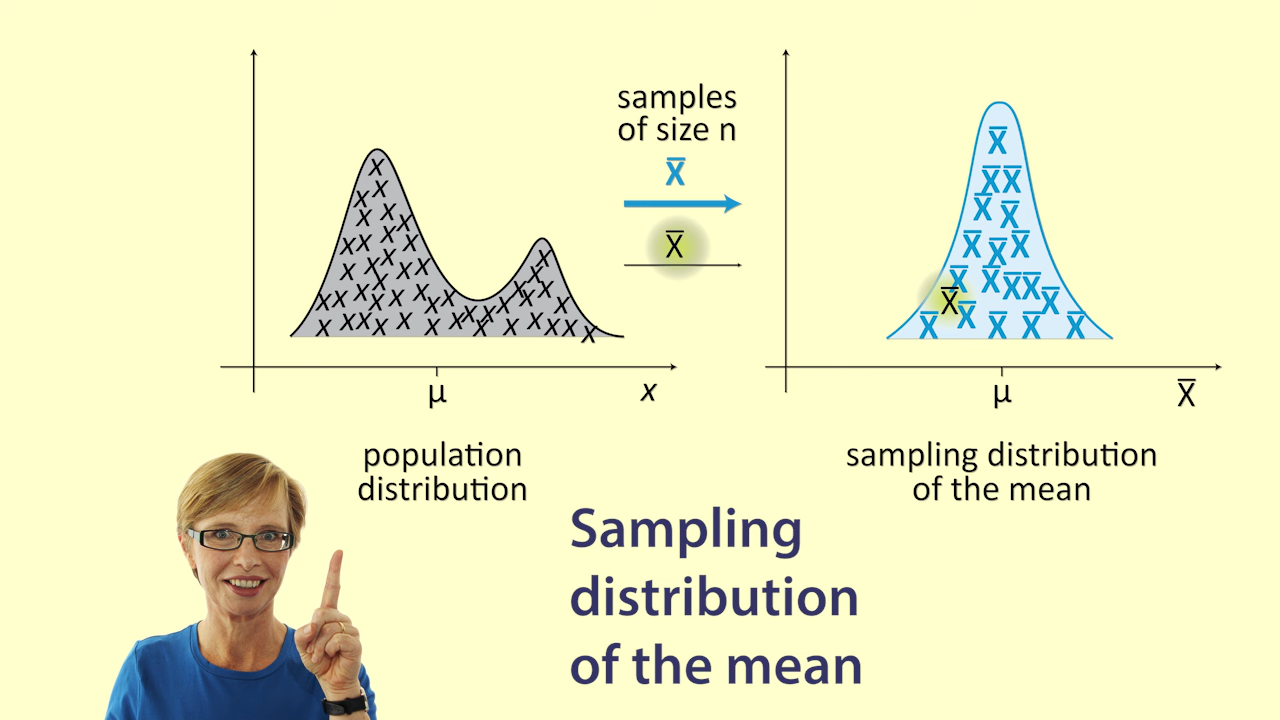 samples
of size n
X̅
X̅
x x x x x x x x x x x x x x x x x x x x x x x x x x x x x x x x x x x x x x x x x x x x x x x x
X̅
X̅ X̅
X̅ X̅
X̅ X̅ X̅
X̅ X̅ X̅ X̅
X̅ X̅ X̅
X̅ X̅ X̅ X̅
μ
x
μ
X̅
population
distribution
sampling distribution
of the mean
Sampling
distribution
of the mean